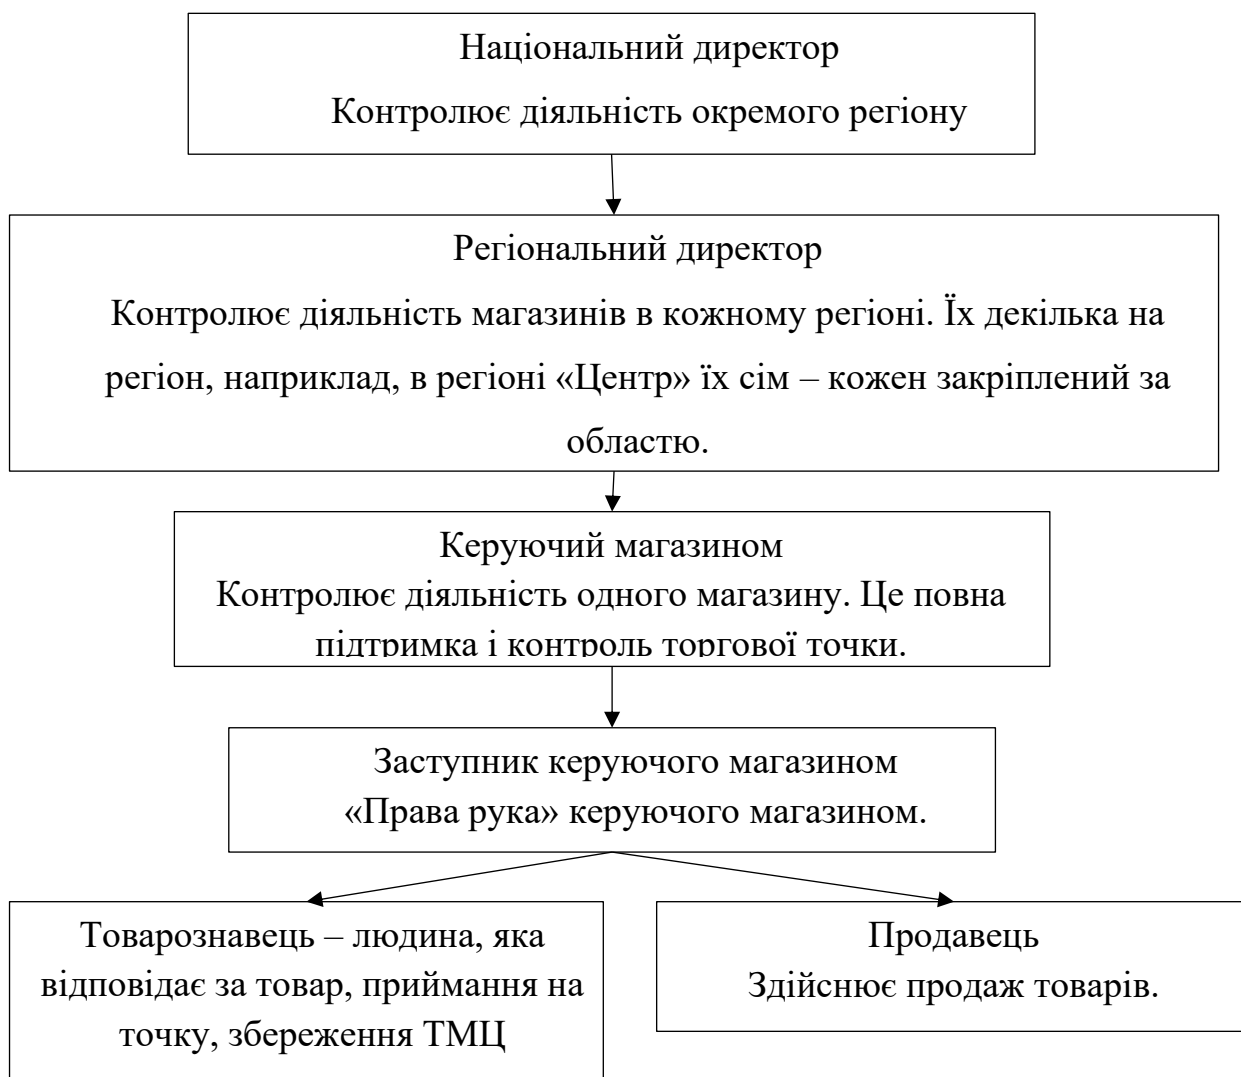 Національний директор
Контролює діяльність окремого регіону
Регіональний директор
Контролює діяльність магазинів в кожному регіоні. Їх декілька на
регіон, наприклад, в регіоні «Центр» їх сім – кожен закріплений за
областю.
Керуючий магазином
Контролює діяльність одного магазину. Це повна
підтримка і контроль торгової точки.
Заступник керуючого магазином
«Права рука» керуючого магазином.
Товарознавець – людина, яка
відповідає за товар, приймання на
точку, збереження ТМЦ
Продавець
Здійснює продаж товарів.